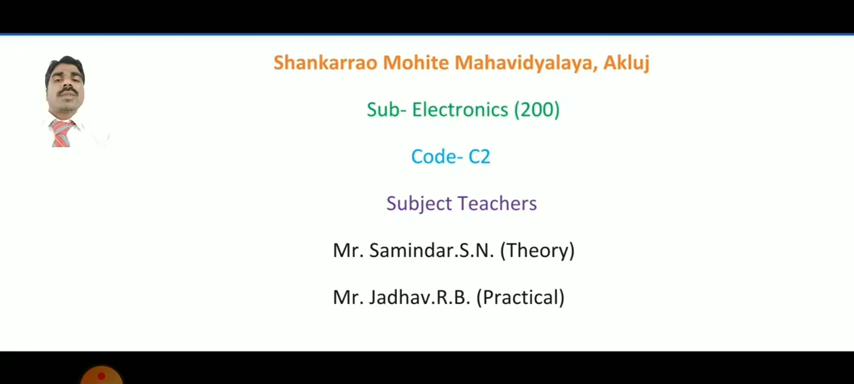 Shankarrao Mohite Mahavidyalaya, Akluj
Sub- Electronics (200)
Code- C2
Subject Teachers
Mr. Samindar.S.N. (Theory)
Mr. Jadhav.R.B. (Practical)